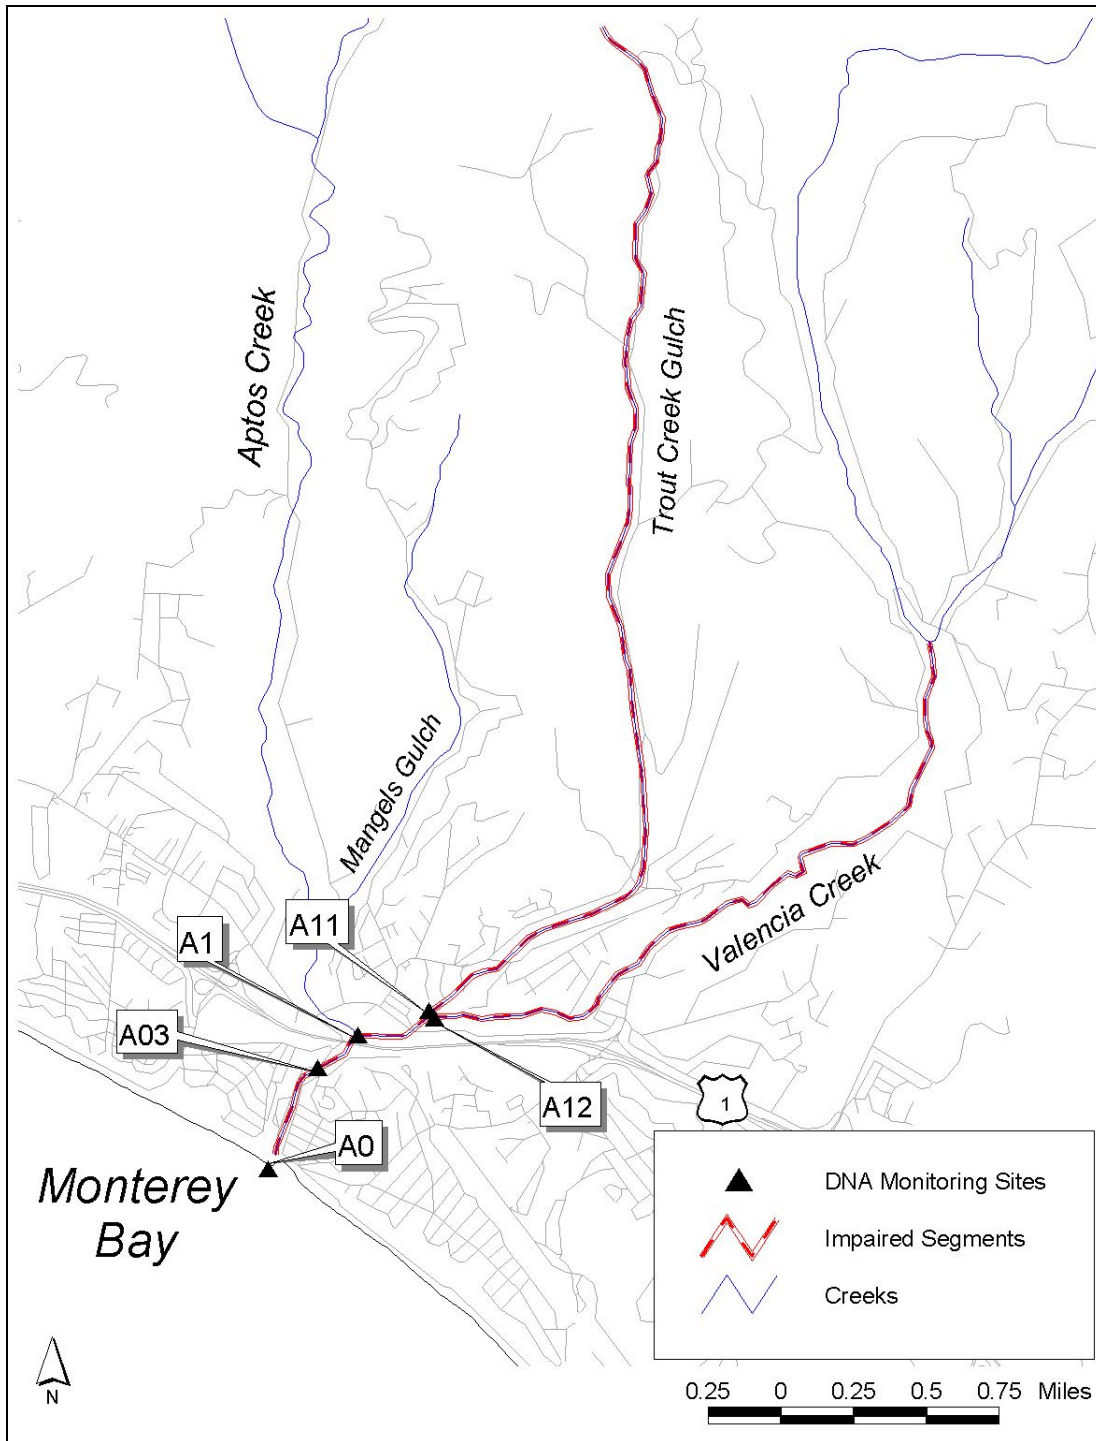 Aptos Creek
Trout Creek Gulch
Mangels Gulch
Valencia Creek
A11
A1
A03
A12
A0
1
Monterey
Bay
DNA Monitoring Sites
Impaired Segments
Creeks
N
0.25 0 0.25 0.5 0.75 Miles